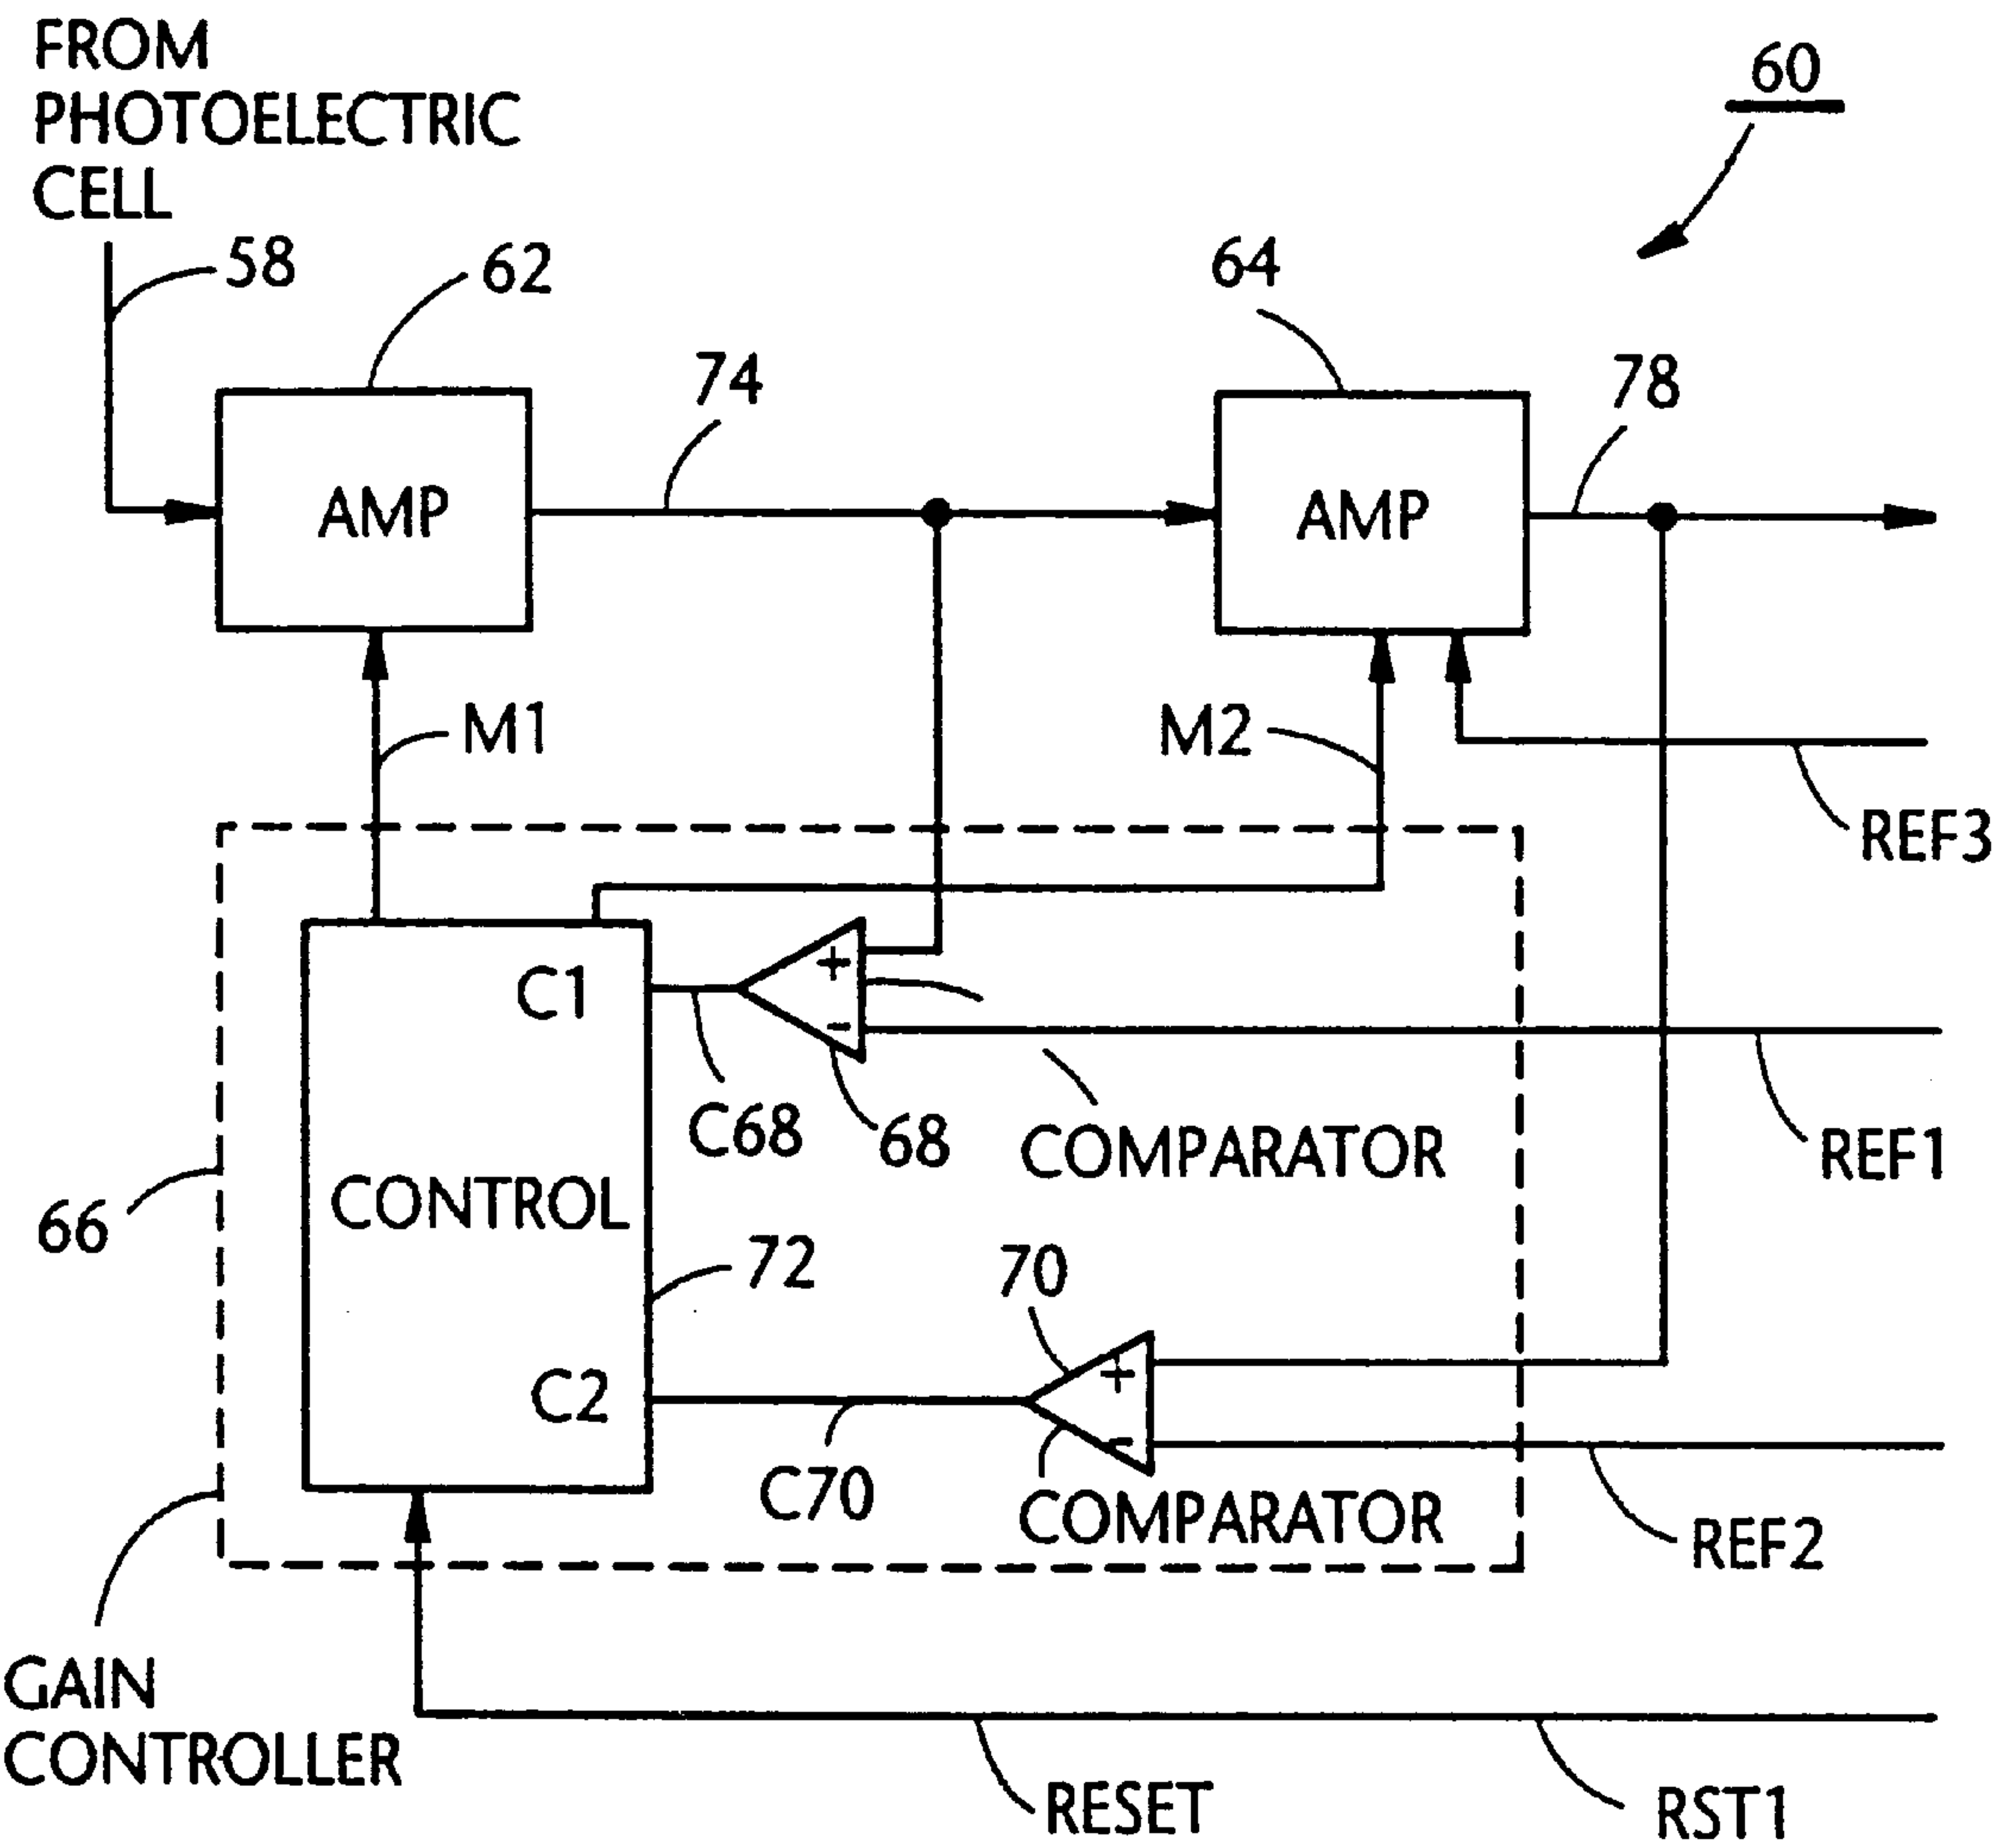 FROM
PHOTOELECTRIC
CELL
60
58
62
64
74
78
AMP
AMP
M1
M2
REF3
C1
+
-
C68
68
COMPARATOR
REF1
CONTROL
66
72
70
C2
+
-
C70
COMPARATOR
REF2
GAIN
CONTROLLER
RESET
RST1